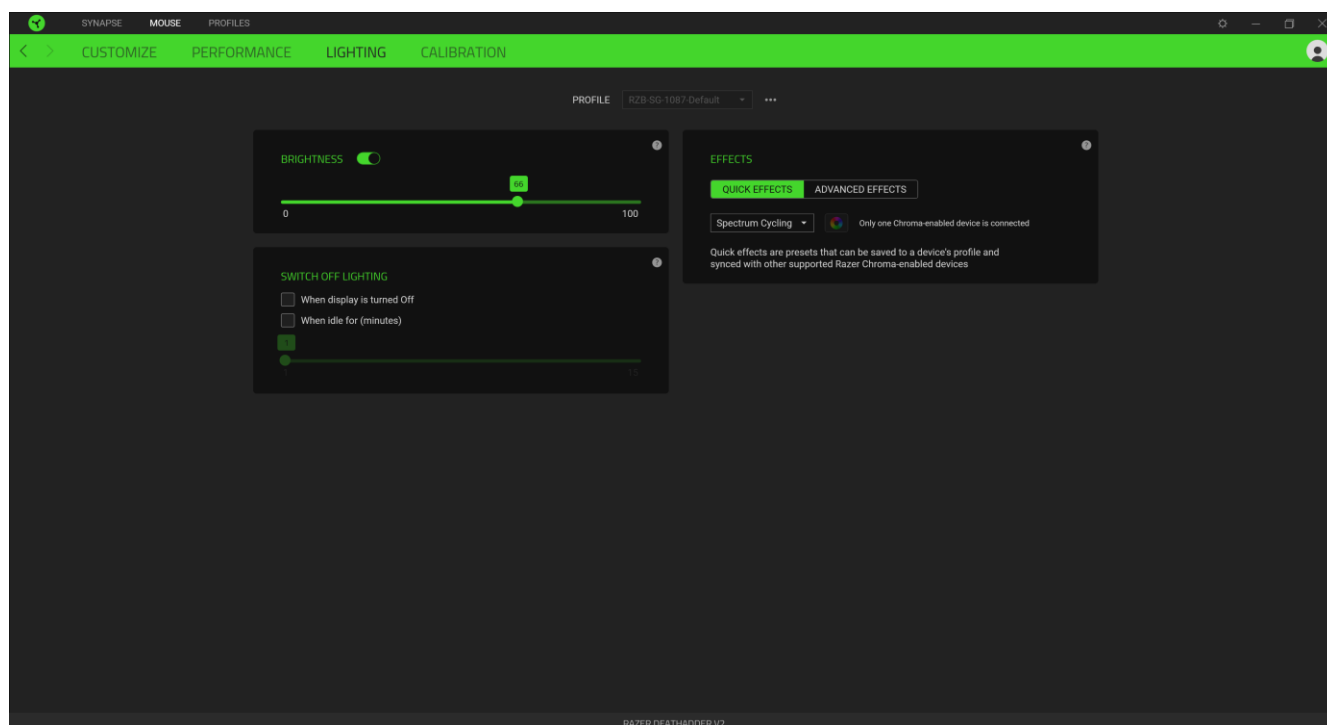 SYNAPSE MOUSE PROFILES
CUSTOMIZE PERFORMANCE LIGHTING CALIBRATION
PROFILE RZB-SG-1087-Default
BRIGHTNESS
66
0 100
SWITCH OFF LIGHTING
When display is turned Off
When idle for (minutes)
1
1 15
EFFECTS
QUICK EFFECTS ADVANCED EFFECTS
Spectrum Cycling Only one Chroma-enabled device is connected
Quick effects are presets that can be saved to a device's profile and
synced with other supported Razer Chroma-enabled devices
RAZER DEATHADDER V2